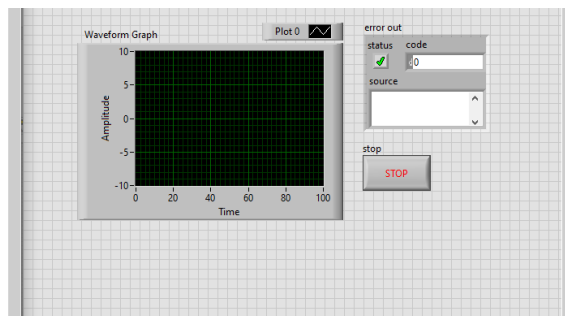 Waveform Graph
Plot 0
10
5
0
-5
-10
Amplitude
0 20 40 60 80 100
Time
error out
status code
0
source
stop
STOP